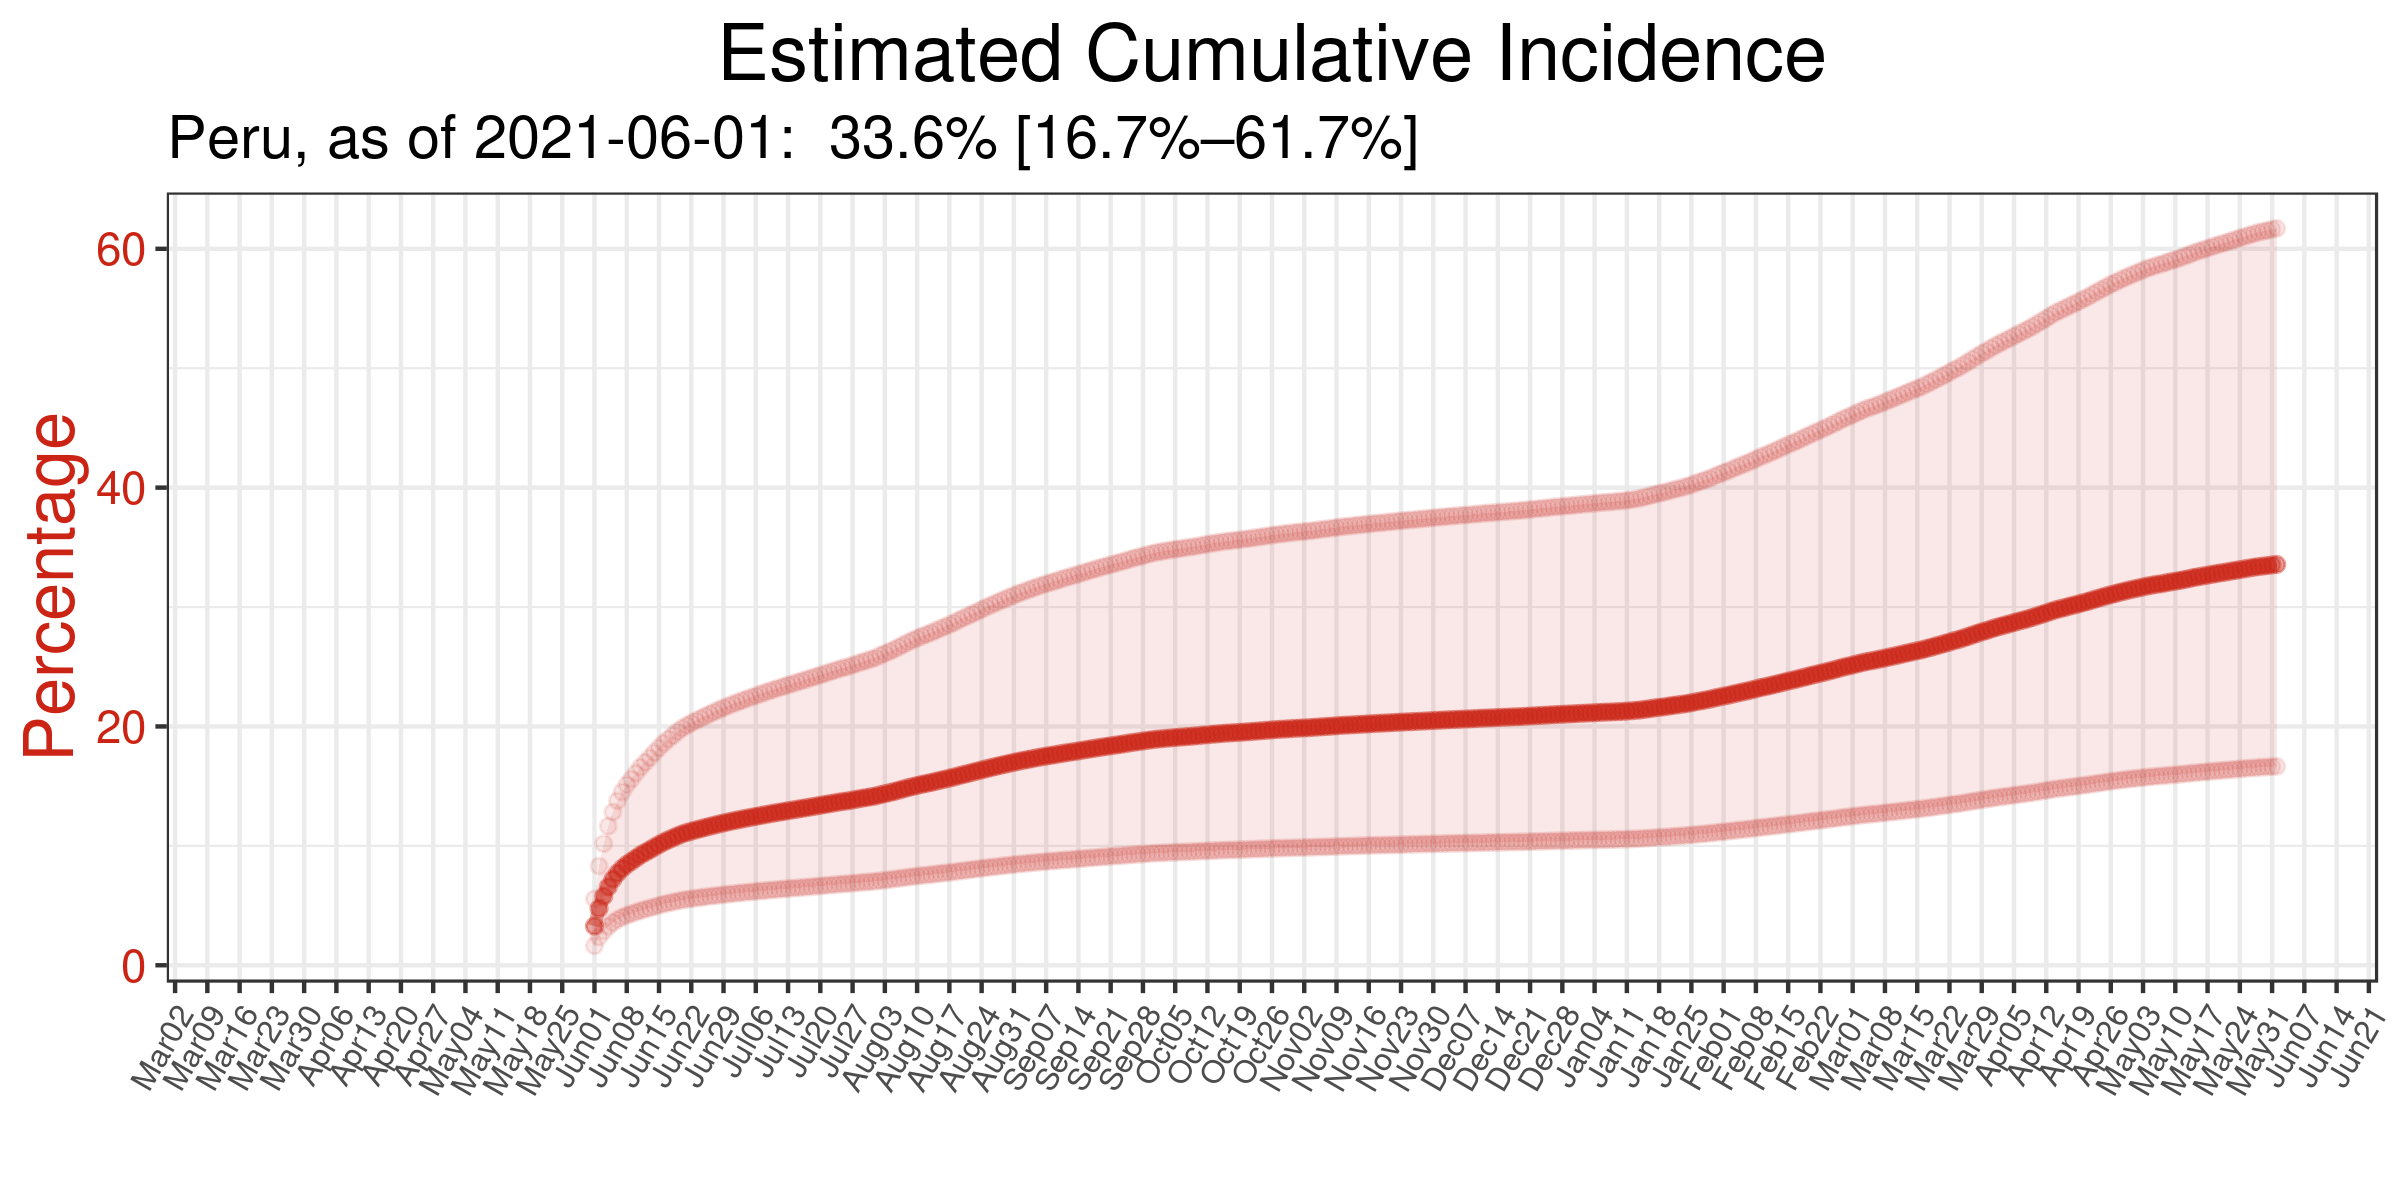 Estimated Cumulative Incidence
Peru, as of 2021-06-01:  33.6% [16.7%–61.7%]
Percentage
60
40
20
0
Mar02 Mar09 Mar16 Mar23 Mar30 Apr06 Apr13 Apr20 Apr27 May04 May11 May18 May25 Jun01 Jun08 Jun15 Jun22 Jun29 Jul06 Jul13 Jul20 Jul27 Aug03 Aug10 Aug17 Aug24 Aug31 Sep07 Sep14 Sep21 Sep28 Oct05 Oct12 Oct19 Oct26 Nov02 Nov09 Nov16 Nov23 Nov30 Dec07 Dec14 Dec21 Dec28 Jan04 Jan11 Jan18 Jan25 Feb01 Feb08 Feb15 Feb22 Mar01 Mar08 Mar15 Mar22 Mar29 Apr05 Apr12 Apr19 Apr26 May03 May10 May17 May24 May31 Jun07 Jun14 Jun21